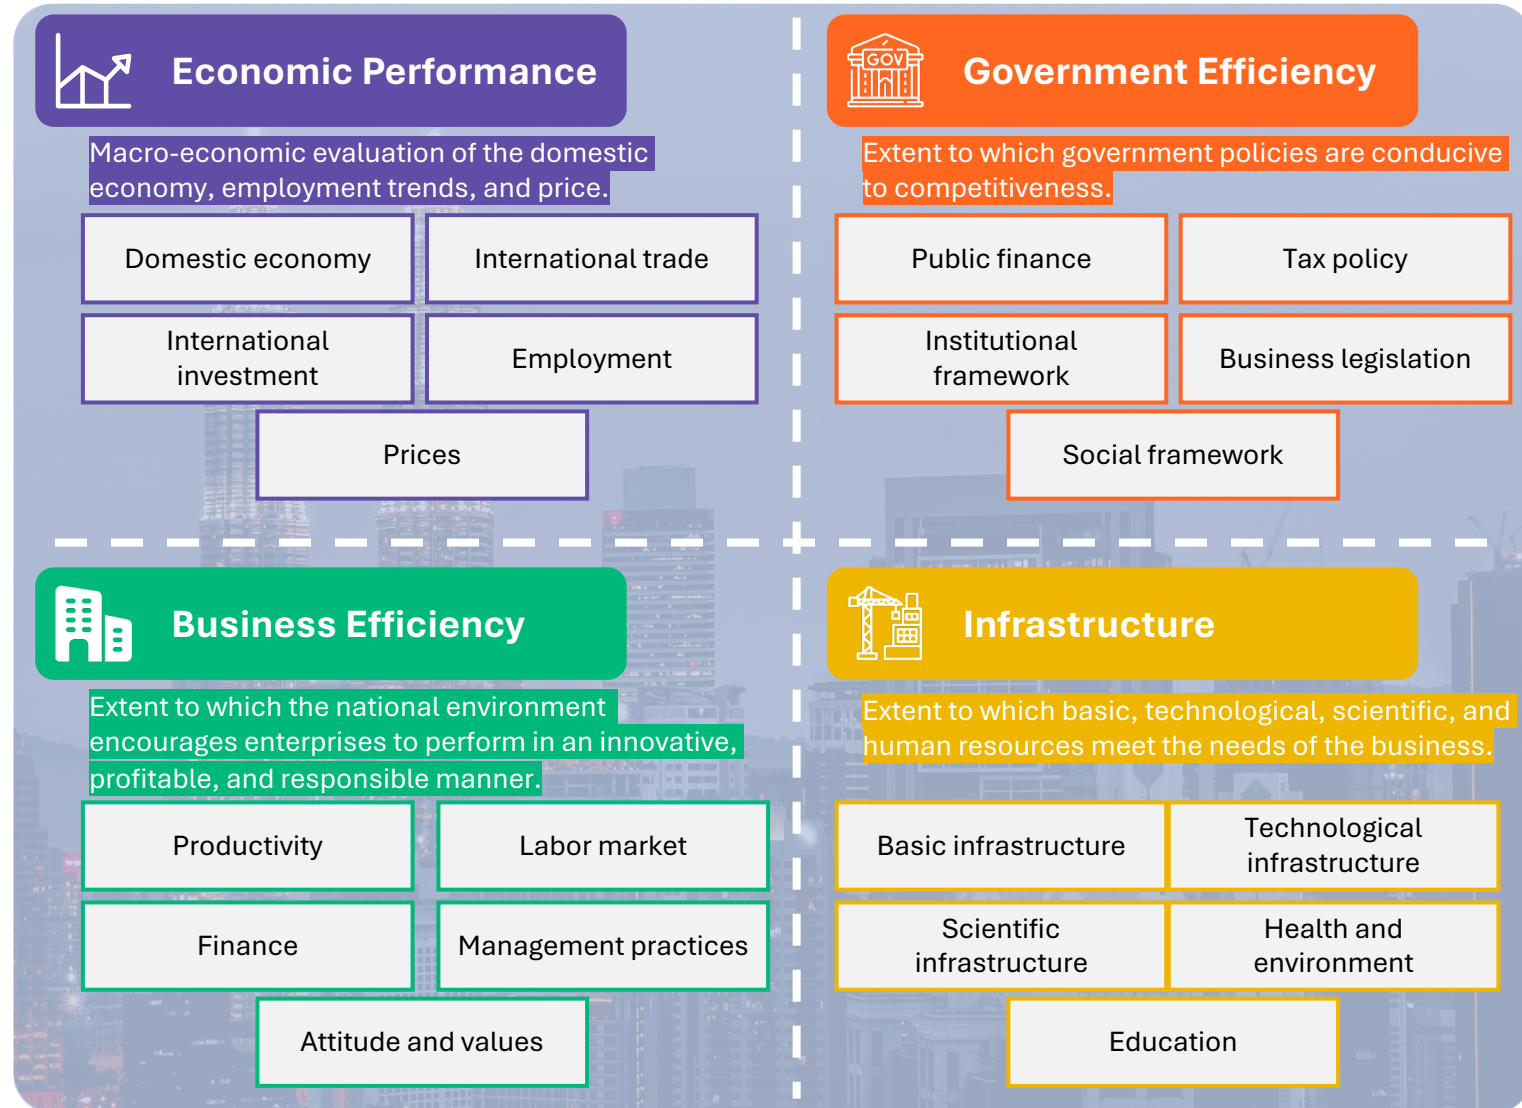 Economic Performance
Macro-economic evaluation of the domestic
economy, employment trends, and price.
Domestic economy
International trade
International
investment
Employment
Prices
GOV
Government Efficiency
Extent to which government policies are conducive
to competitiveness.
Public finance
Tax policy
Institutional
framework
Business legislation
Social framework
Business Efficiency
Extent to which the national environment
encourages enterprises to perform in an innovative,
profitable, and responsible manner.
Productivity
Labor market
Finance
Management practices
Attitude and values
Infrastructure
Extent to which basic, technological, scientific, and
human resources meet the needs of the business.
Basic infrastructure
Technological
infrastructure
Scientific
infrastructure
Health and
environment
Education